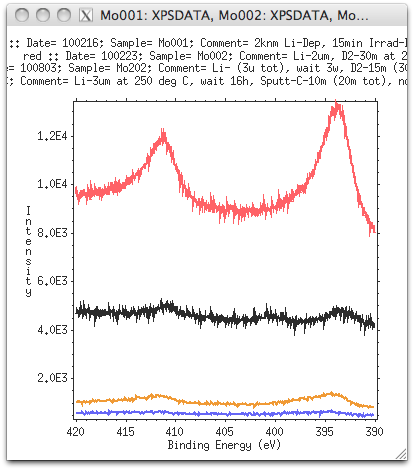 Mo001: XPSDATA, Mo002: XPSDATA, Mo...
:: Date= 100216; Sample= Mo001; Comment= 2knm Li-Dep, 15min Irrad-
red :: Date= 100223; Sample= Mo002; Comment= Li-2um, D2-30m at 2
= 100803; Sample= Mo202; Comment= Li- (3u tot), wait 3w, D2-15m (30
; Comment= Li-3um at 250 deg C, wait 16h, Sputt-C-10m (20m tot), no
1.2E4
1.0E4
8.0E3
6.0E3
4.0E3
2.0E3
Intensity
420 415 410 405 400 395 390
Binding Energy (eV)